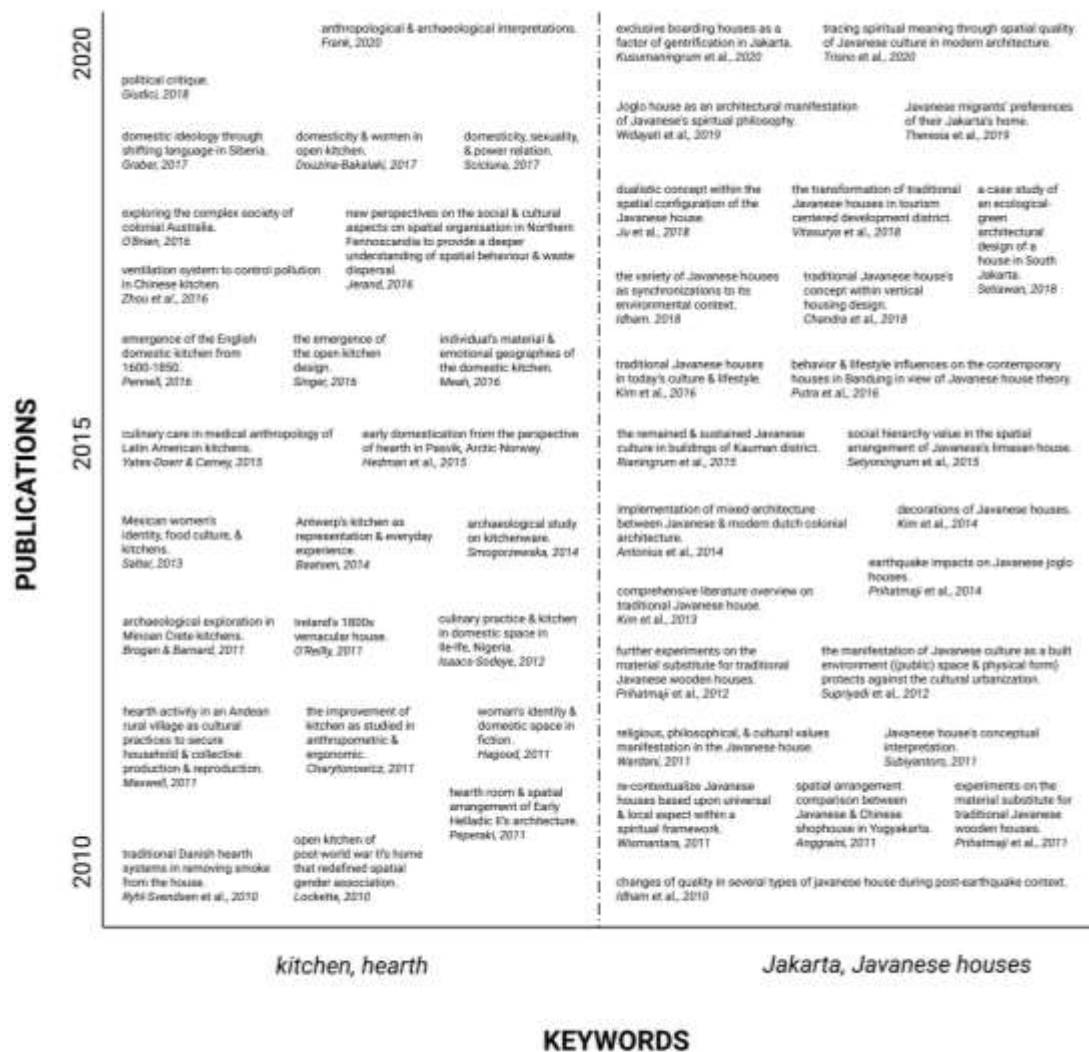 PUBLICATIONS
2020
2015
2010
anthropological & archaeological interpretations.
Frank, 2020
political critique.
Giudici, 2018
domestic ideology through
shifting language in Siberia.
Graber, 2017
domesticity & women in
open kitchen.
Douzina-Bakalaki, 2017
domesticity, sexuality,
& power relation.
Scicluna, 2017
exploring the complex society of
colonial Australia.
O'Brien, 2016
new perspectives on the social & cultural
aspects on spatial organisation in Northern
Fennoscandia to provide a deeper
understanding of spatial behaviour & waste
dispersal.
Jerand, 2016
ventilation system to control pollution
in Chinese kitchen.
Zhou et al., 2016
emergence of the English
domestic kitchen from
1600-1850.
Pennell, 2016
the emergence of
the open kitchen
design.
Singer, 2016
individual's material &
emotional geographies of
the domestic kitchen.
Meah, 2016
culinary care in medical anthropology of
Latin American kitchens.
Yates-Doerr & Carney, 2015
early domestication from the perspective
of hearth in Pasvik, Arctic Norway.
Hedman et al., 2015
Mexican women's
identity, food culture, &
kitchens.
Salter, 2013
Antwerp's kitchen as
representation & everyday
experience.
Baatsen, 2014
archaeological study
on kitchenware.
Smogorzewska, 2014
archaeological exploration in
Minoan Crete kitchens.
Brogan & Barnard, 2011
Ireland's 1800s
vernacular house.
O'Reilly, 2011
culinary practice & kitchen
in domestic space in
Ile-Ife, Nigeria.
Isaacs-Sodeye, 2012
hearth activity in an Andean
rural village as cultural
practices to secure
household & collective
production & reproduction.
Maxwell, 2011
the improvement of
kitchen as studied in
anthropometric &
ergonomic.
Charytonowicz, 2011
woman's identity &
domestic space in
fiction.
Hagood, 2011
hearth room & spatial
arrangement of Early
Helladic II's architecture.
Peperaki, 2011
traditional Danish hearth
systems in removing smoke
from the house.
Ryhl-Svendsen et al., 2010
open kitchen of
post-world war II's home
that redefined spatial
gender association.
Lockette, 2010
exclusive boarding houses as a
factor of gentrification in Jakarta.
Kusumaningrum et al., 2020
tracing spiritual meaning through spatial quality
of Javanese culture in modern architecture.
Trisno et al., 2020
Joglo house as an architectural manifestation
of Javanese's spiritual philosophy.
Widayati et al., 2019
Javanese migrants' preferences
of their Jakarta's home.
Theresia et al., 2019
dualistic concept within the
spatial configuration of the
Javanese house.
Ju et al., 2018
the transformation of traditional
Javanese houses in tourism
centered development district.
Vitasurya et al., 2018
a case study of
an ecological-
green
architectural
design of a
house in South
Jakarta.
Setiawan, 2018
the variety of Javanese houses
as synchronizations to its
environmental context.
Idham. 2018
traditional Javanese house's
concept within vertical
housing design.
Chandra et al., 2018
traditional Javanese houses
in today's culture & lifestyle.
Kim et al., 2016
behavior & lifestyle influences on the contemporary
houses in Bandung in view of Javanese house theory.
Putra et al., 2016
the remained & sustained Javanese
culture in buildings of Kauman district.
Rianingrum et al., 2015
social hierarchy value in the spatial
arrangement of Javanese's limasan house.
Setyoningrum et al., 2015
implementation of mixed architecture
between Javanese & modern dutch colonial
architecture.
Antonius et al., 2014
decorations of Javanese houses.
Kim et al., 2014
earthquake impacts on Javanese joglo
houses.
Prihatmaji et al., 2014
comprehensive literature overview on
traditional Javanese house.
Kim et al., 2013
further experiments on the
material substitute for traditional
Javanese wooden houses.
Prihatmaji et al., 2012
the manifestation of Javanese culture as a built
environment ((public) space & physical form)
protects against the cultural urbanization.
Supriyadi et al., 2012
religious, philosophical, & cultural values
manifestation in the Javanese house.
Wardani, 2011
Javanese house's conceptual
interpretation.
Subiyantoro, 2011
re-contextualize Javanese
houses based upon universal
& local aspect within a
spiritual framework.
Wismantara, 2011
spatial arrangement
comparison between
Javanese & Chinese
shophouse in Yogyakarta.
Anggraini, 2011
experiments on the
material substitute for
traditional Javanese
wooden houses.
Prihatmaji et al., 2011
changes of quality in several types of javanese house during post-earthquake context.
Idham et al., 2010
kitchen, hearth
Jakarta, Javanese houses
KEYWORDS